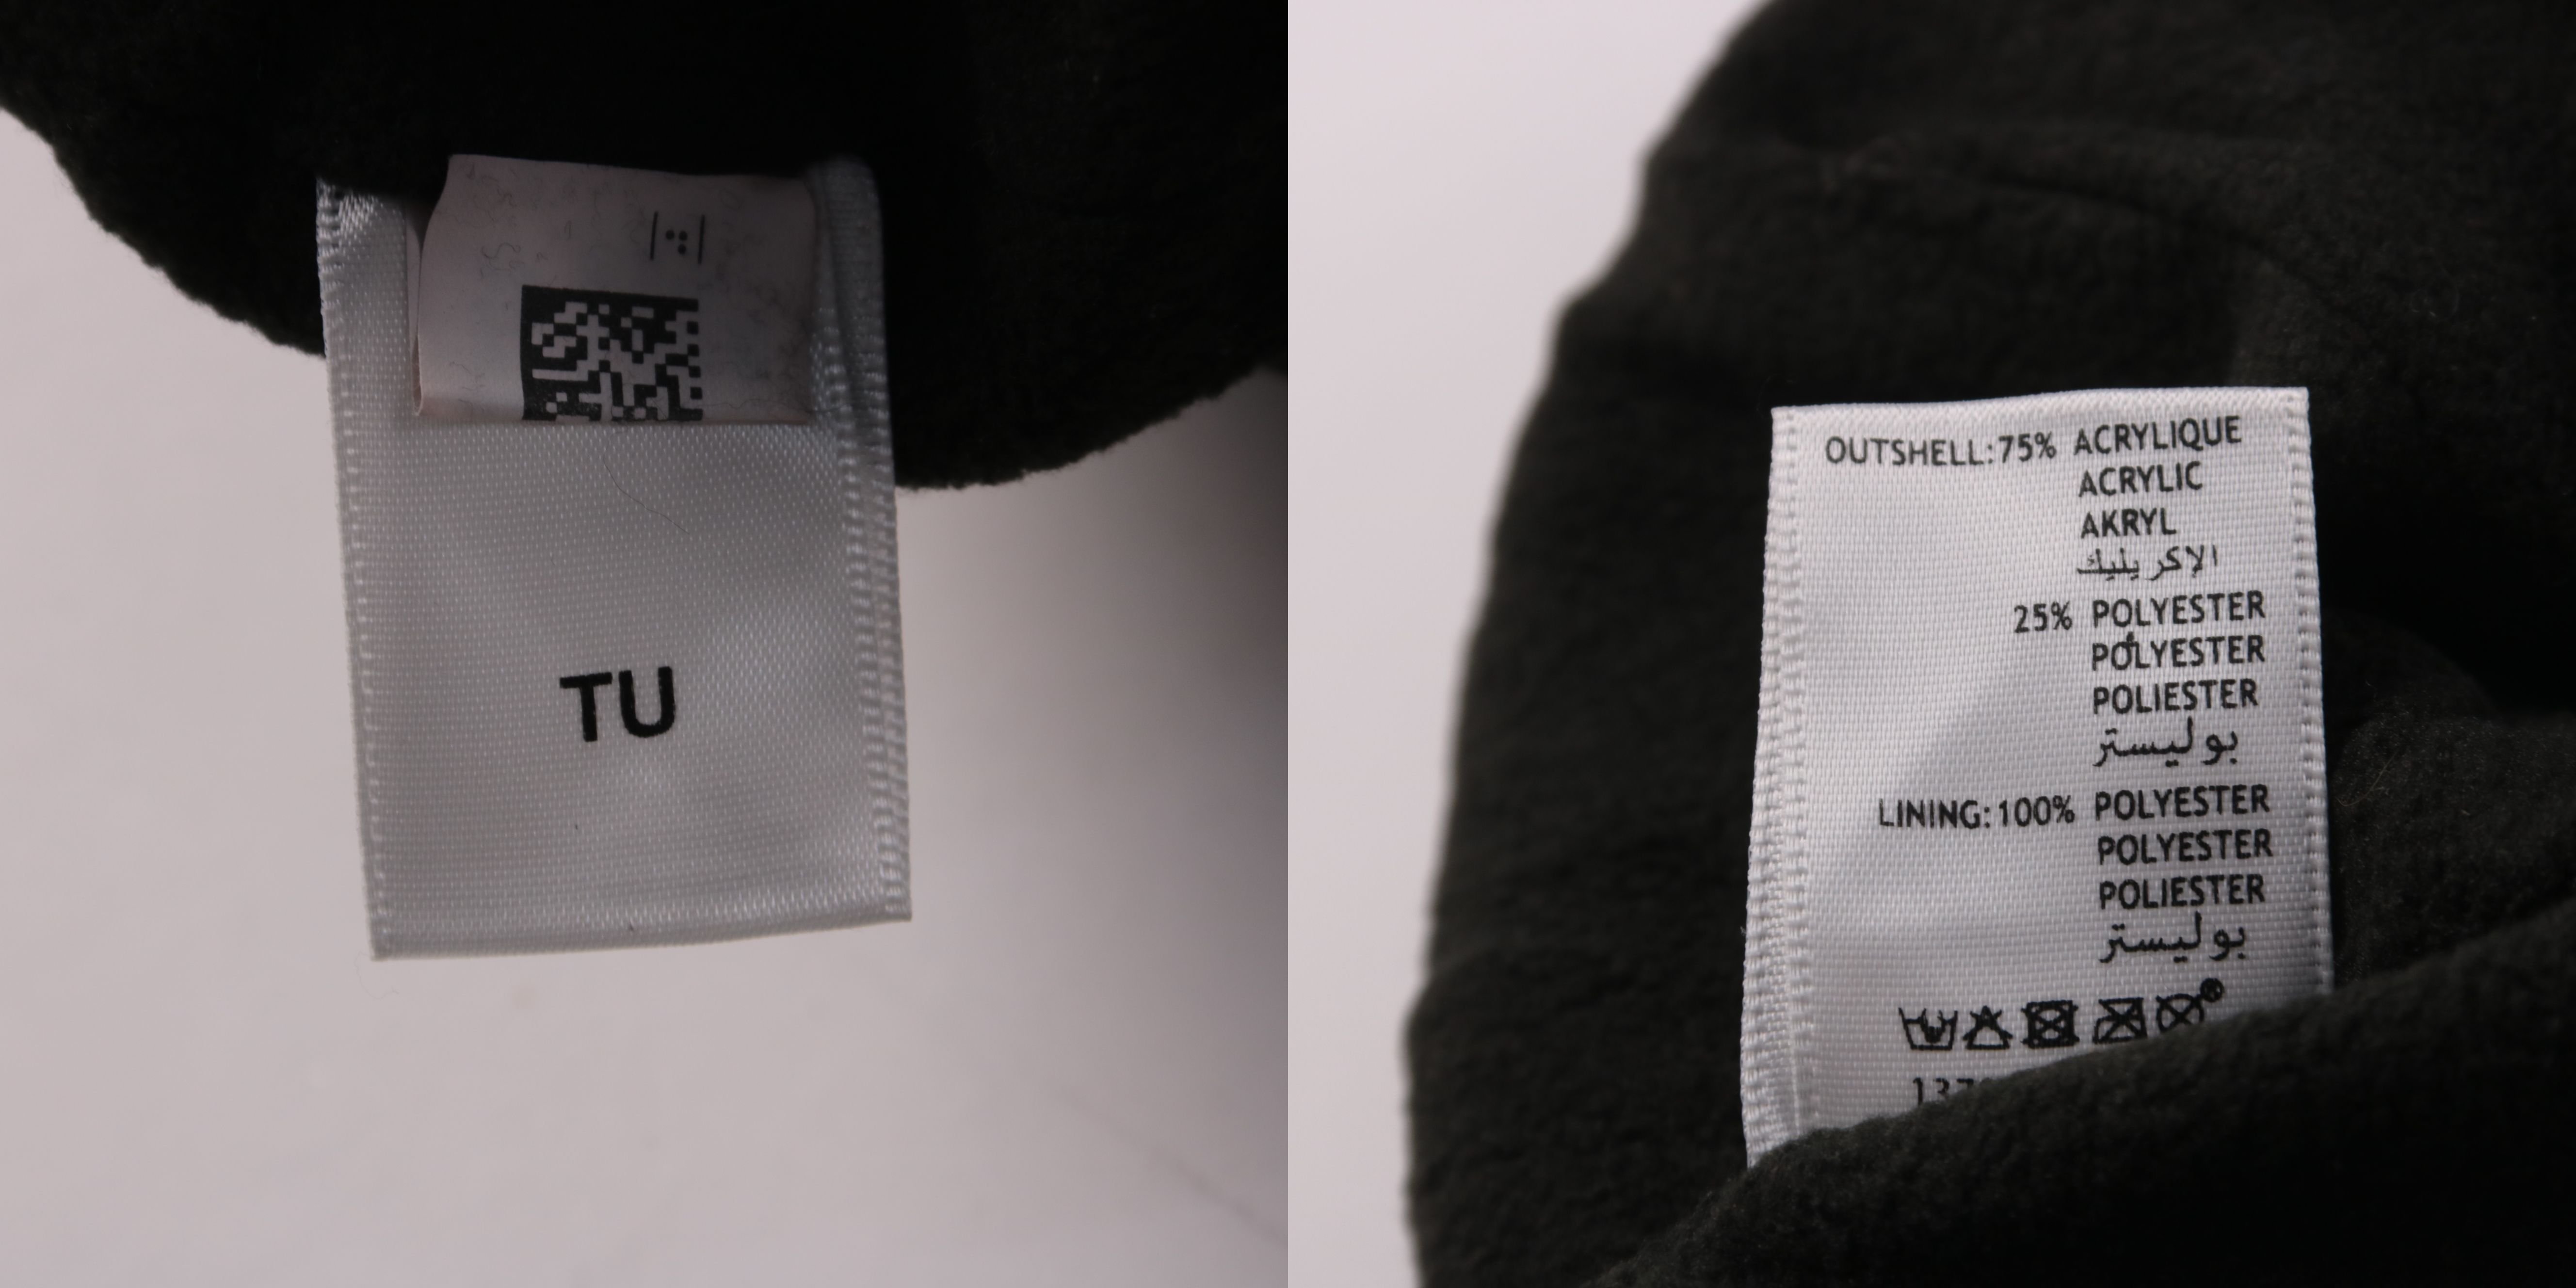 TU
OUTSHELL: 75% ACRYLIQUE
ACRYLIC
AKRYL
الإكريليك
25% POLYESTER
POLYESTER
POLIESTER
بوليستر
LINING: 100% POLYESTER
POLYESTER
POLIESTER
بوليستر